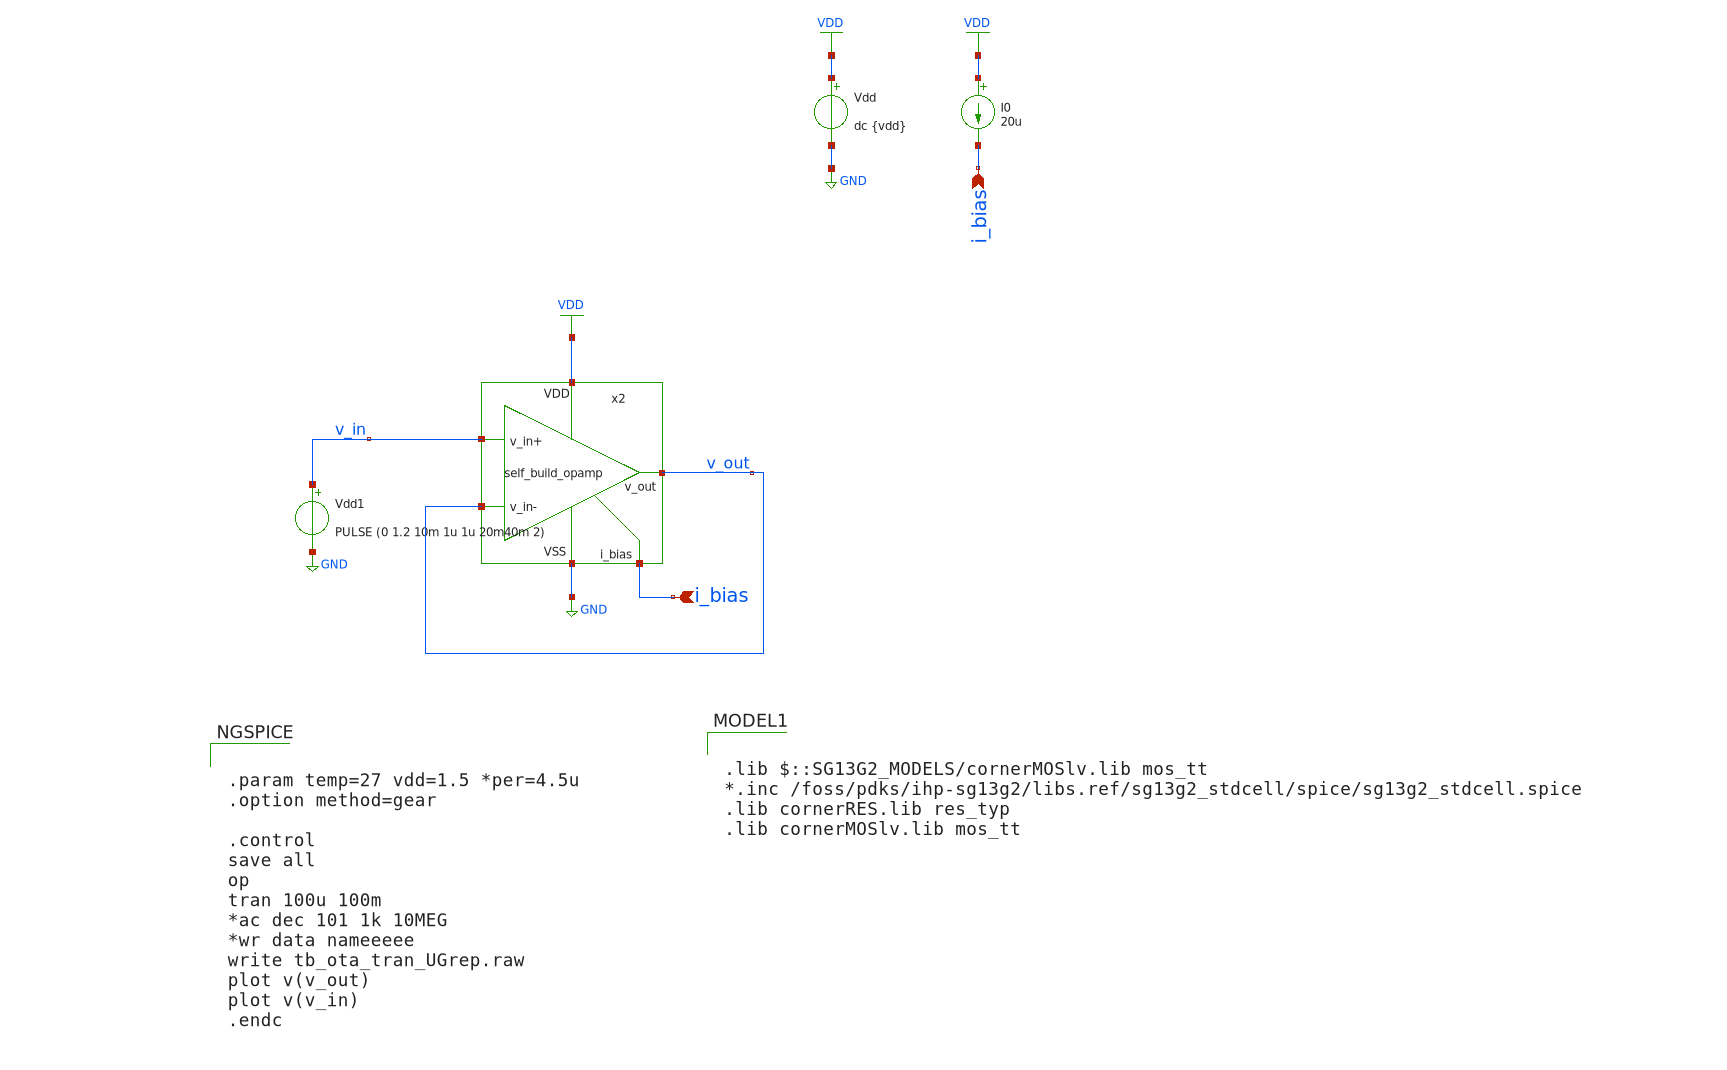 VDD
VDD
+
+
Vdd
I0
20u
dc {vdd}
GND
i_bias
VDD
VDD
x2
v_in
v_in+
v_out
self_build_opamp
v_out
+
Vdd1
v_in-
PULSE (0 1.2 10m 1u 1u 20m40m 2)
VSS
i_bias
GND
i_bias
GND
NGSPICE
.param temp=27 vdd=1.5 *per=4.5u
.option method=gear
.control
save all
op
tran 100u 100m
*ac dec 101 1k 10MEG
*wr data nameeeee
write tb_ota_tran_UGrep.raw
plot v(v_out)
plot v(v_in)
.endc
MODEL1
.lib $::SG13G2_MODELS/cornerMOSlv.lib mos_tt
*.inc /foss/pdks/ihp-sg13g2/libs.ref/sg13g2_stdcell/spice/sg13g2_stdcell.spice
.lib cornerRES.lib res_typ
.lib cornerMOSlv.lib mos_tt